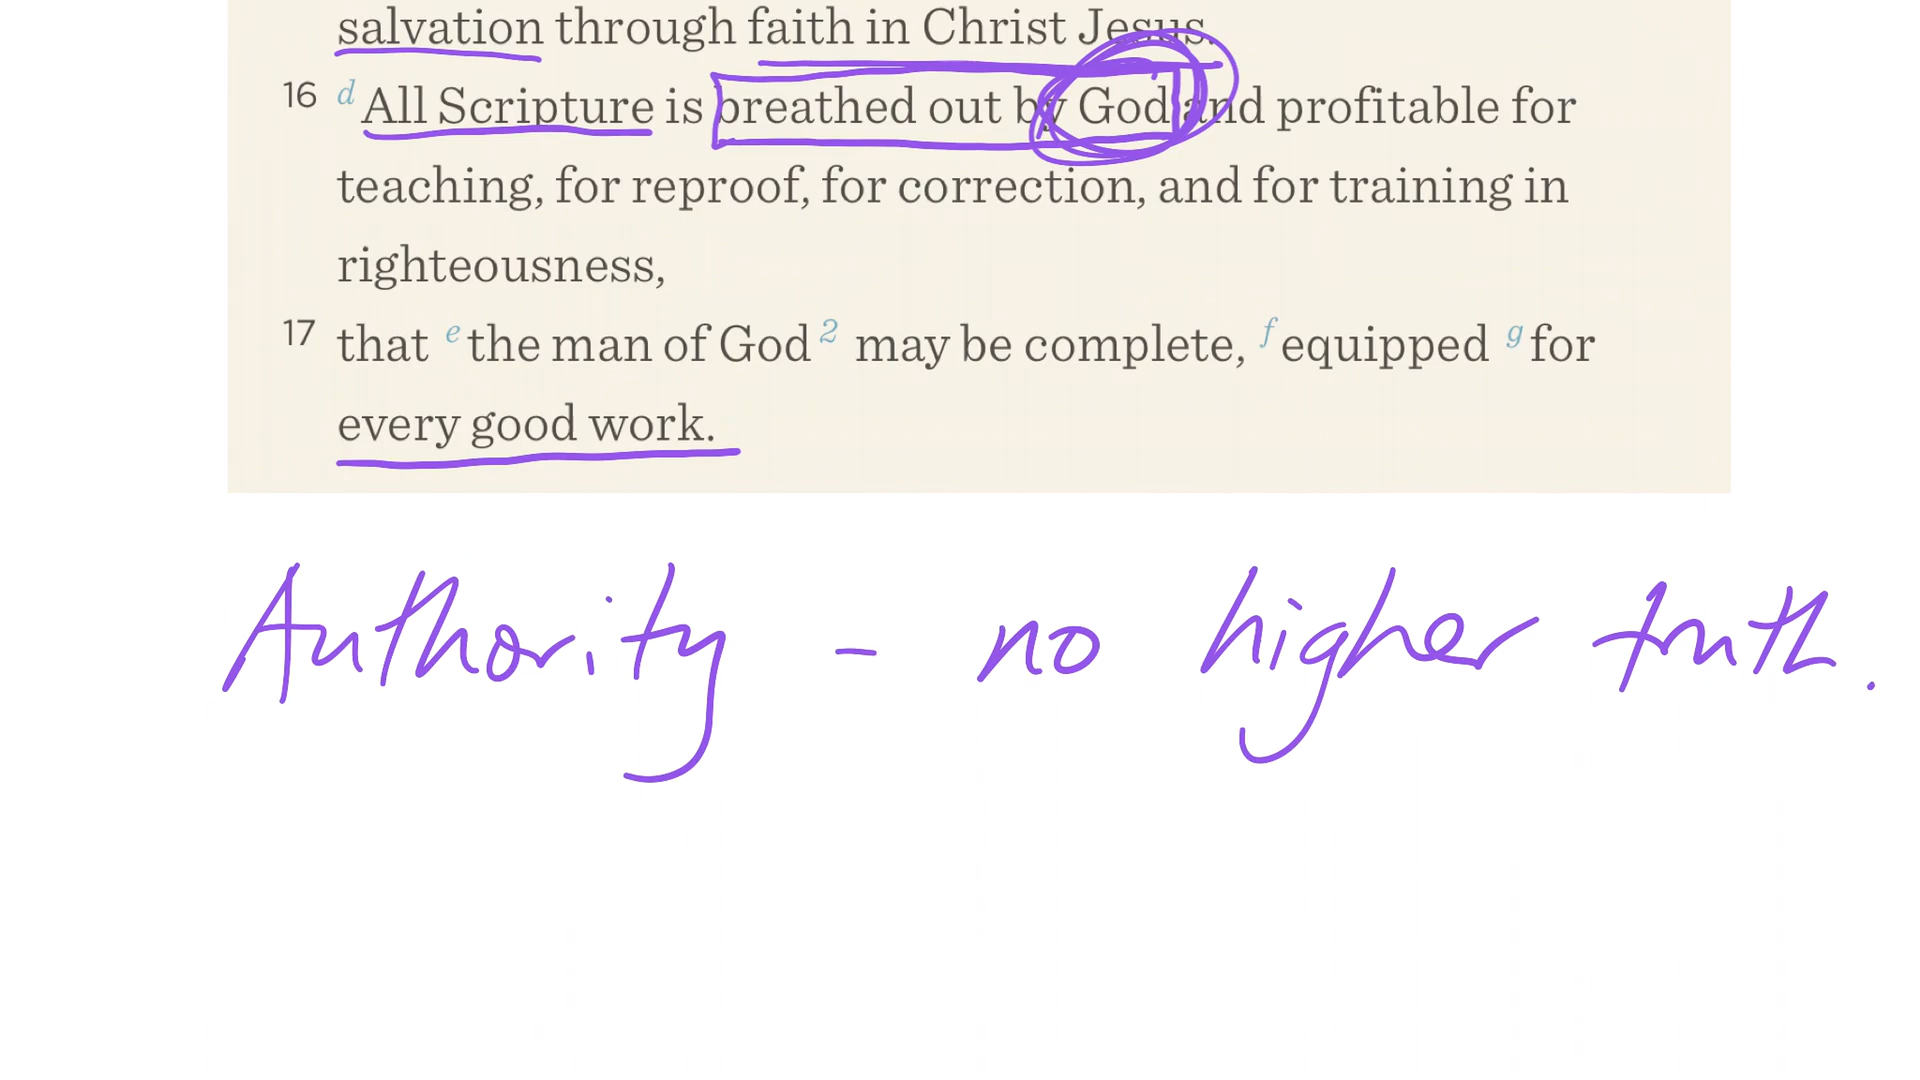 salvation through faith in Christ Jesus.
16 d All Scripture is breathed out by God and profitable for
teaching, for reproof, for correction, and for training in
righteousness,
17 that e the man of God 2 may be complete, f equipped g for
every good work.
Authority - no higher truth.